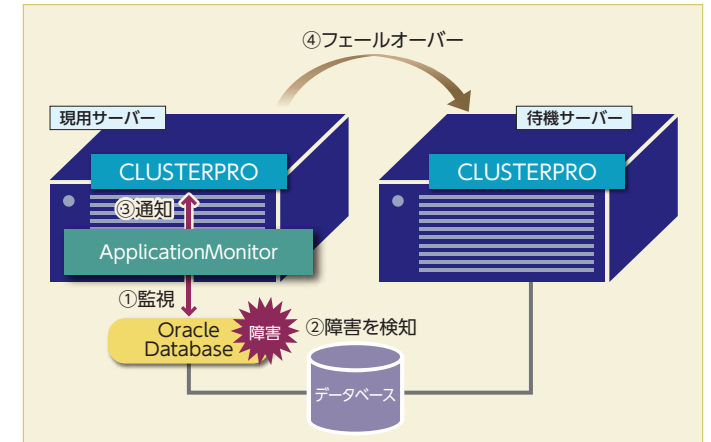 ④フェールオーバー
現用サーバー
待機サーバー
CLUSTERPRO
CLUSTERPRO
③通知
ApplicationMonitor
①監視
Oracle
Database
障害
②障害を検知
データベース